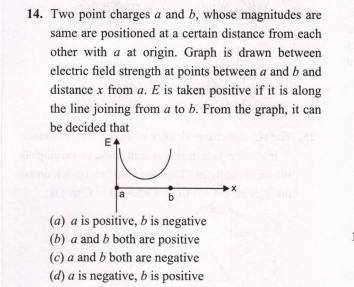 14. Two point charges a and b, whose magnitudes are
same are positioned at a certain distance from each
other with a at origin. Graph is drawn between
electric field strength at points between a and b and
distance x from a. E is taken positive if it is along
the line joining from a to b. From the graph, it can
be decided that
E
X
a
b
(a) a is positive, b is negative
(b) a and b both are positive
(c) a and b both are negative
(d) a is negative, b is positive